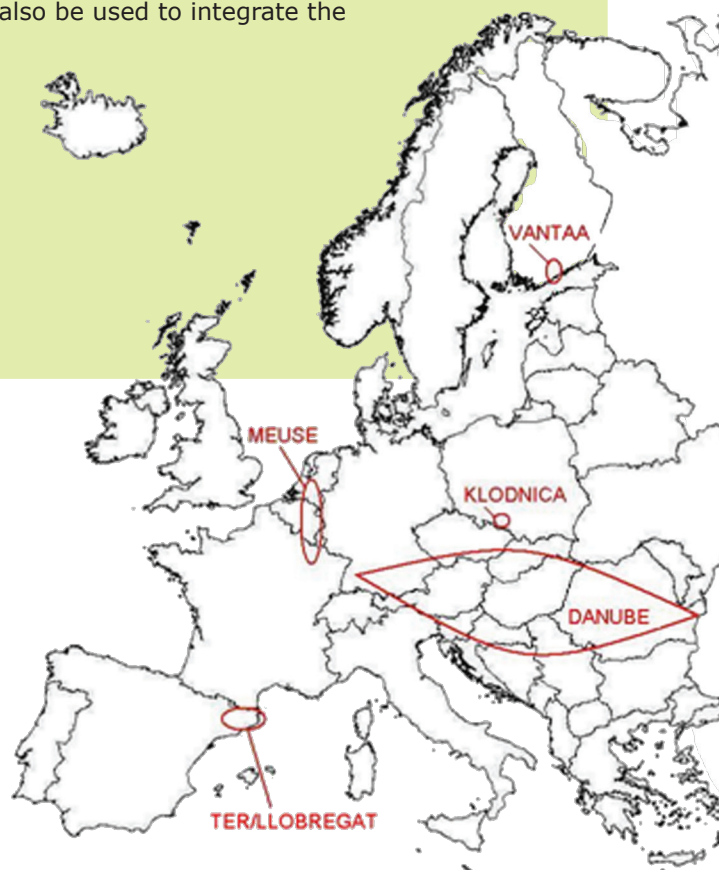 also be used to integrate the
VANTAA
MEUSE
KLODNICA
DANUBE
TER/LLOBREGAT